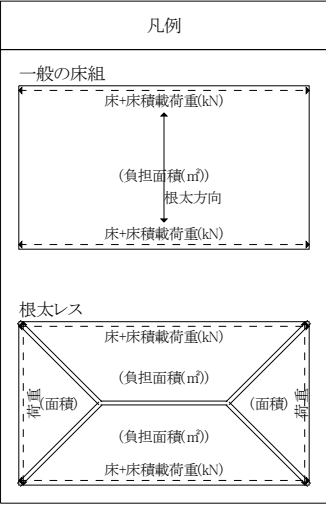 凡例
一般の床組
床+床積載荷重(kN)
(負担面積(㎡))
根太方向
床+床積載荷重(kN)
根太レス
床+床積載荷重(kN)
(負担面積(㎡))
荷重
(面積)
(面積)
荷重
(負担面積(㎡))
床+床積載荷重(kN)